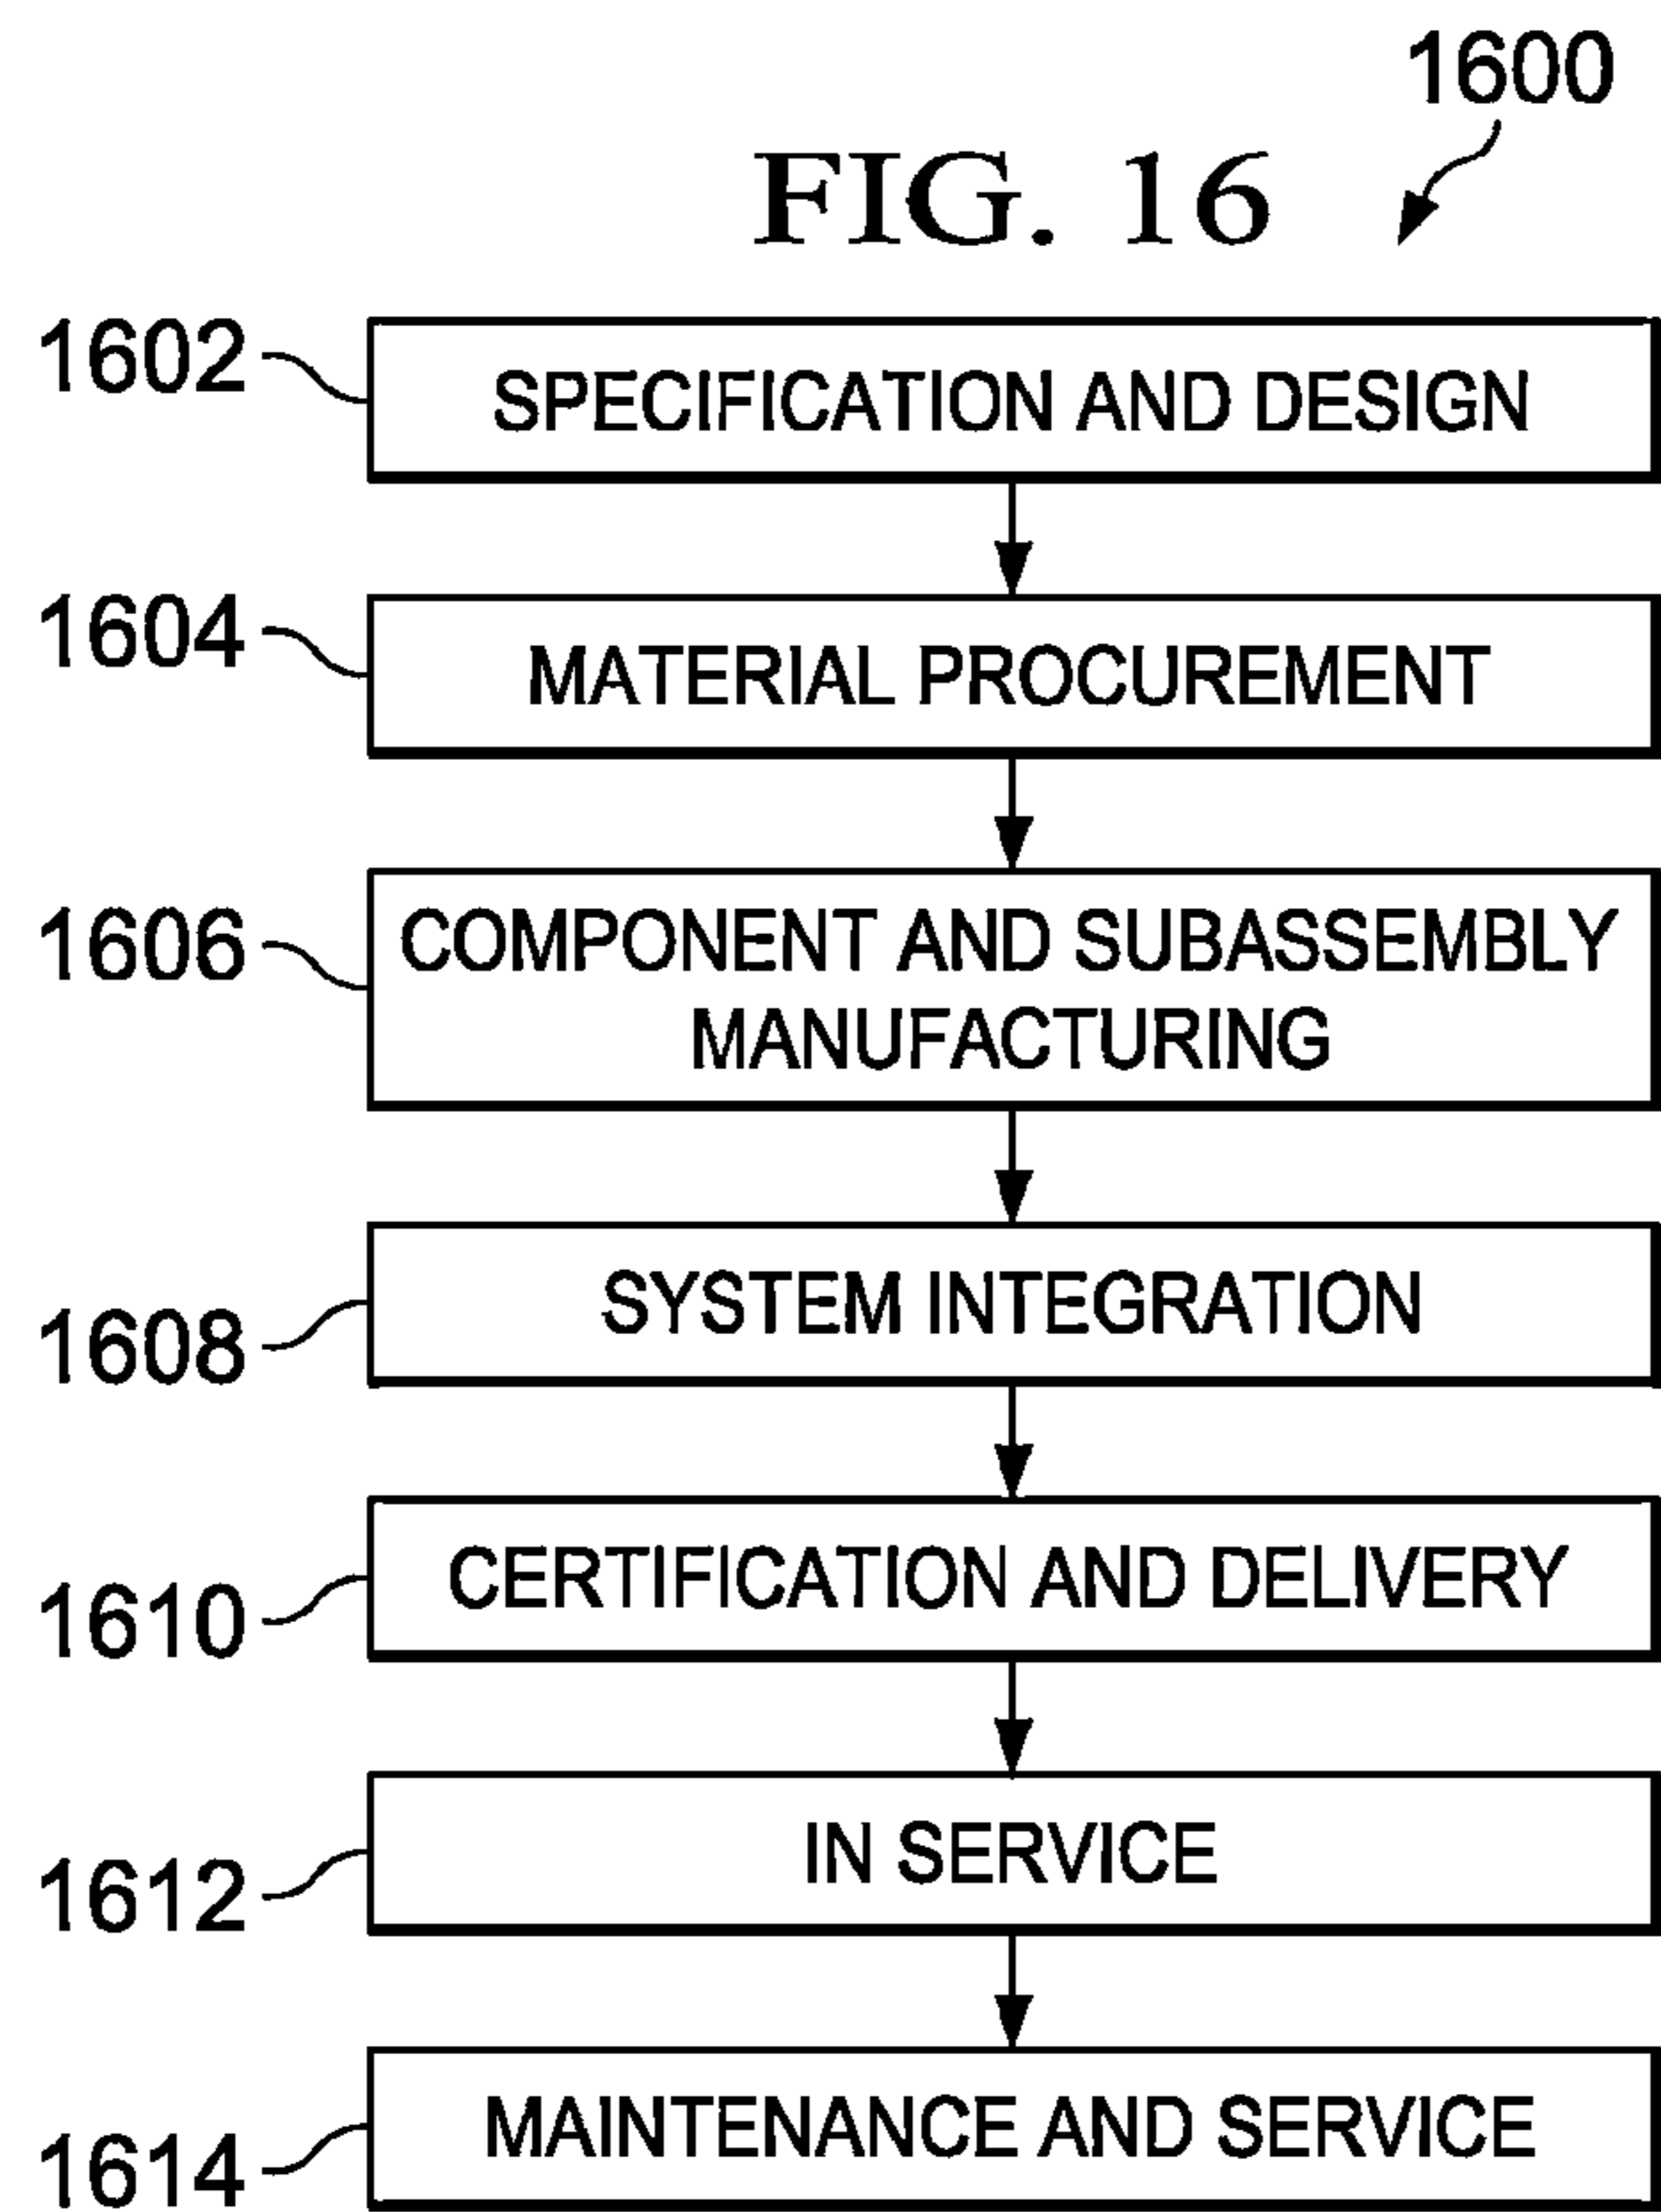 1600
FIG. 16
1602
SPECIFICATION AND DESIGN
1604
MATERIAL PROCUREMENT
1606
COMPONENT AND SUBASSEMBLY
MANUFACTURING
1608
SYSTEM INTEGRATION
1610
CERTIFICATION AND DELIVERY
1612
IN SERVICE
1614
MAINTENANCE AND SERVICE